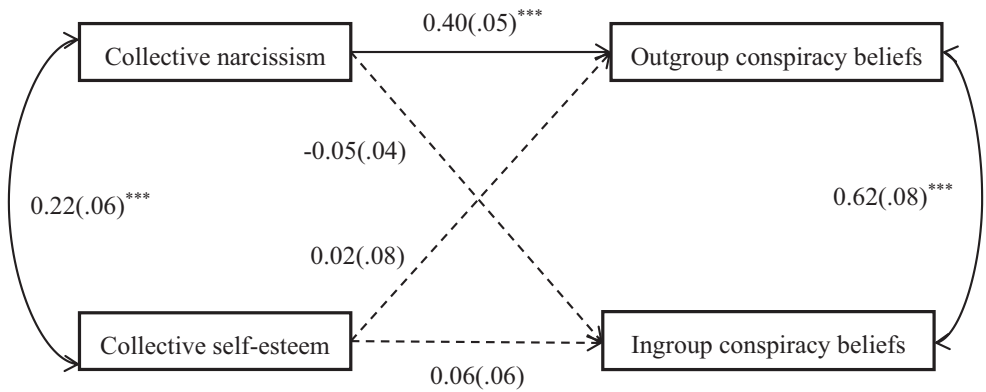 0.40(.05)***
Collective narcissism
Outgroup conspiracy beliefs
-0.05(.04)
0.22(.06)***
0.62(.08)***
0.02(.08)
Collective self-esteem
Ingroup conspiracy beliefs
0.06(.06)